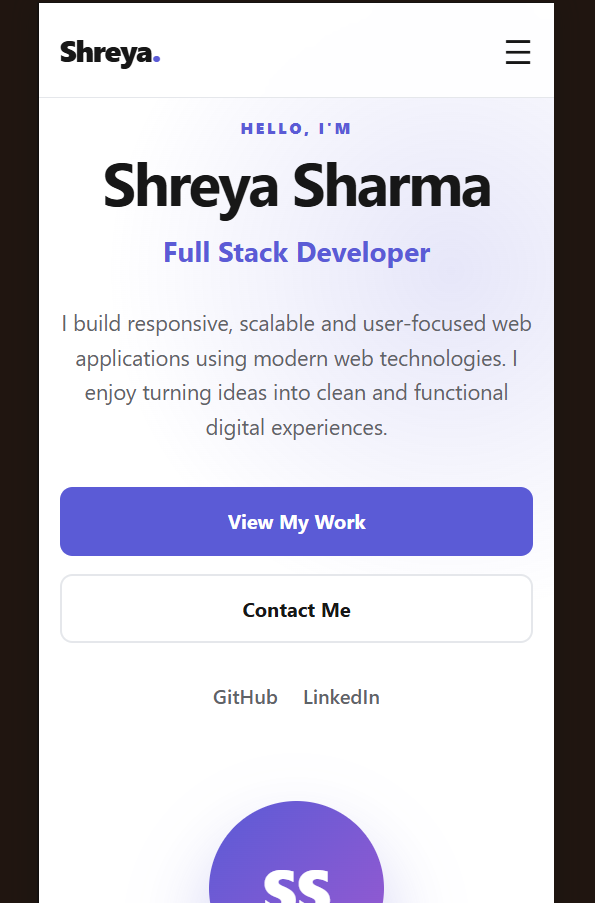 Shreya.
HELLO, I'M
Shreya Sharma
Full Stack Developer
I build responsive, scalable and user-focused web
applications using modern web technologies. I
enjoy turning ideas into clean and functional
digital experiences.
View My Work
Contact Me
GitHub LinkedIn
SS